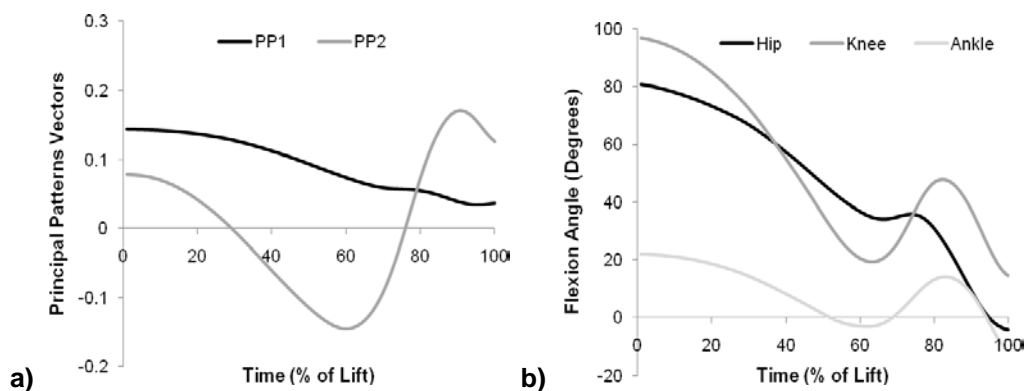 0.3
PP1 PP2
0.2
0.1
0
-0.1
-0.2
0 20 40 60 80 100
Principal Patterns Vectors
Time (% of Lift)
a)
100
Hip Knee Ankle
80
60
40
20
0
-20
0 20 40 60 80 100
Flexion Angle (Degrees)
Time (% of Lift)
b)